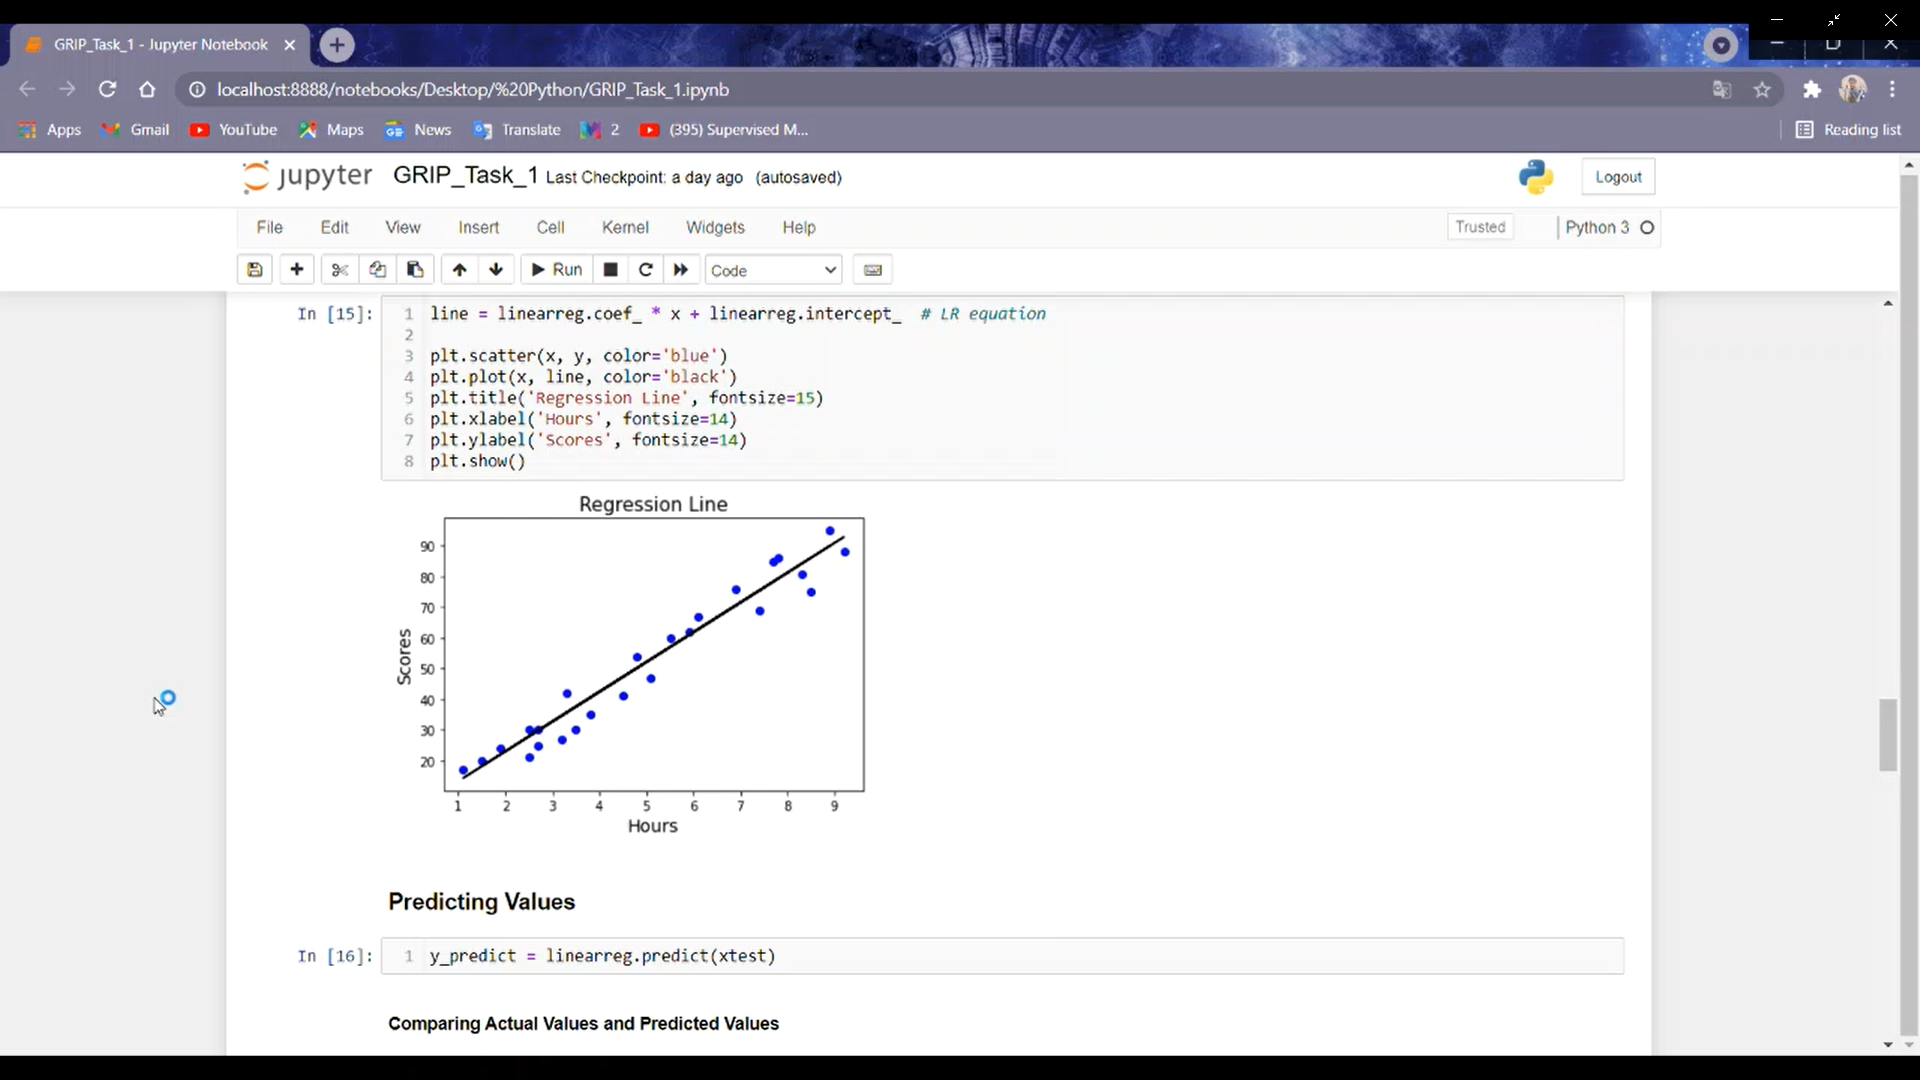 GRIP_Task_1 - Jupyter Notebook
localhost:8888/notebooks/Desktop/%20Python/GRIP_Task_1.ipynb
Apps Gmail YouTube Maps News Translate 2 (395) Supervised M... Reading list
jupyter GRIP_Task_1 Last Checkpoint: a day ago (autosaved) Logout
File Edit View Insert Cell Kernel Widgets Help Trusted Python 3
Run Code
In [15]: 1 line = linearreg.coef_ * x + linearreg.intercept_ # LR equation
2
3 plt.scatter(x, y, color='blue')
4 plt.plot(x, line, color='black')
5 plt.title('Regression Line', fontsize=15)
6 plt.xlabel('Hours', fontsize=14)
7 plt.ylabel('Scores', fontsize=14)
8 plt.show()
Regression Line
90
80
70
60
50
40
30
20
Scores
1 2 3 4 5 6 7 8 9
Hours
Predicting Values
In [16]: 1 y_predict = linearreg.predict(xtest)
Comparing Actual Values and Predicted Values